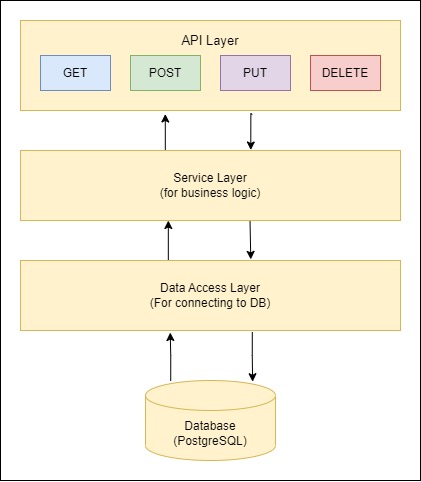 API Layer
GET POST PUT DELETE
Service Layer
(for business logic)
Data Access Layer
(For connecting to DB)
Database
(PostgreSQL)